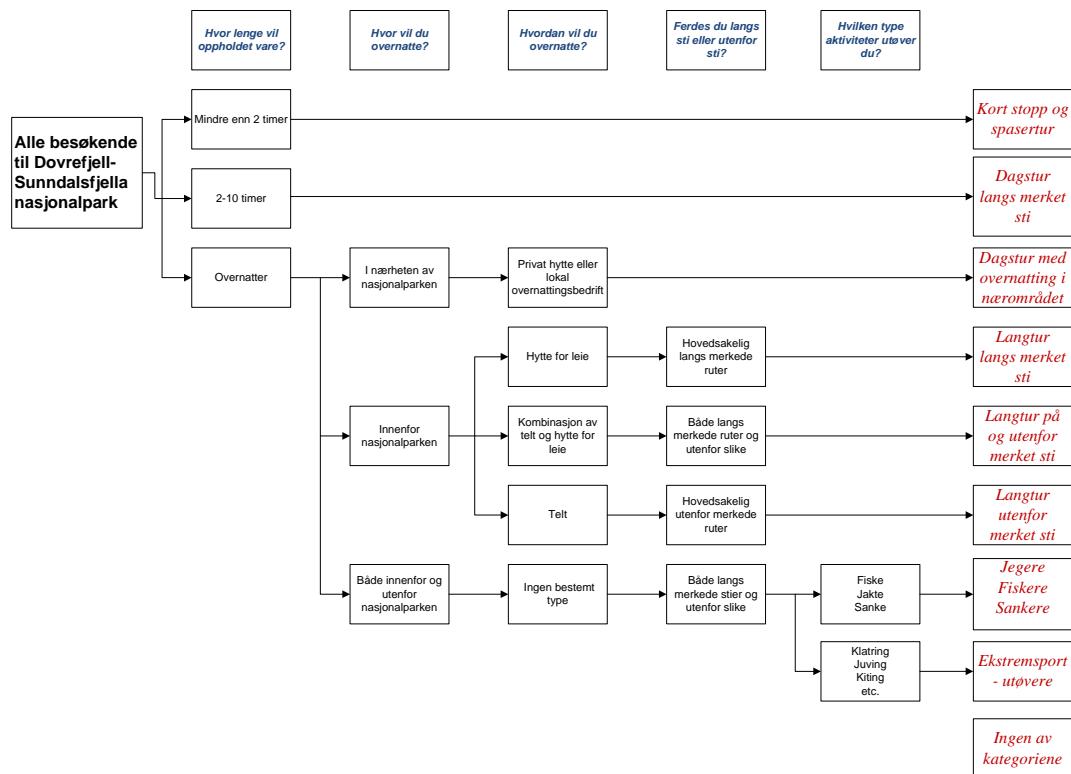 Hvor lenge vil
oppholdet vare?
Hvor vil du
overnatte?
Hvordan vil du
overnatte?
Ferdes du langs
sti eller utenfor
sti?
Hvilken type
aktiviteter utøver
du?
Alle besøkende
til Dovrefjell-
Sunndalsfjella
nasjonalpark
Mindre enn 2 timer
Kort stopp og
spasertur
2-10 timer
Dagstur
langs merket
sti
Overnatter
I nærheten av
nasjonalparken
Privat hytte eller
lokal
overnattingsbedrift
Dagstur med
overnatting i
nærområdet
Hytte for leie
Hovedsakelig
langs merkede
ruter
Langtur
langs merket
sti
Innenfor
nasjonalparken
Kombinasjon av
telt og hytte for
leie
Både langs
merkede ruter og
utenfor slike
Langtur på
og utenfor
merket sti
Telt
Hovedsakelig
utenfor merkede
ruter
Langtur
utenfor
merket sti
Både innenfor og
utenfor
nasjonalparken
Ingen bestemt
type
Både langs
merkede stier og
utenfor slike
Fiske
Jakte
Sanke
Jegere
Fiskere
Sankere
Klatring
Juving
Kiting
etc.
Ekstremsport
- utøvere
Ingen av
kategoriene